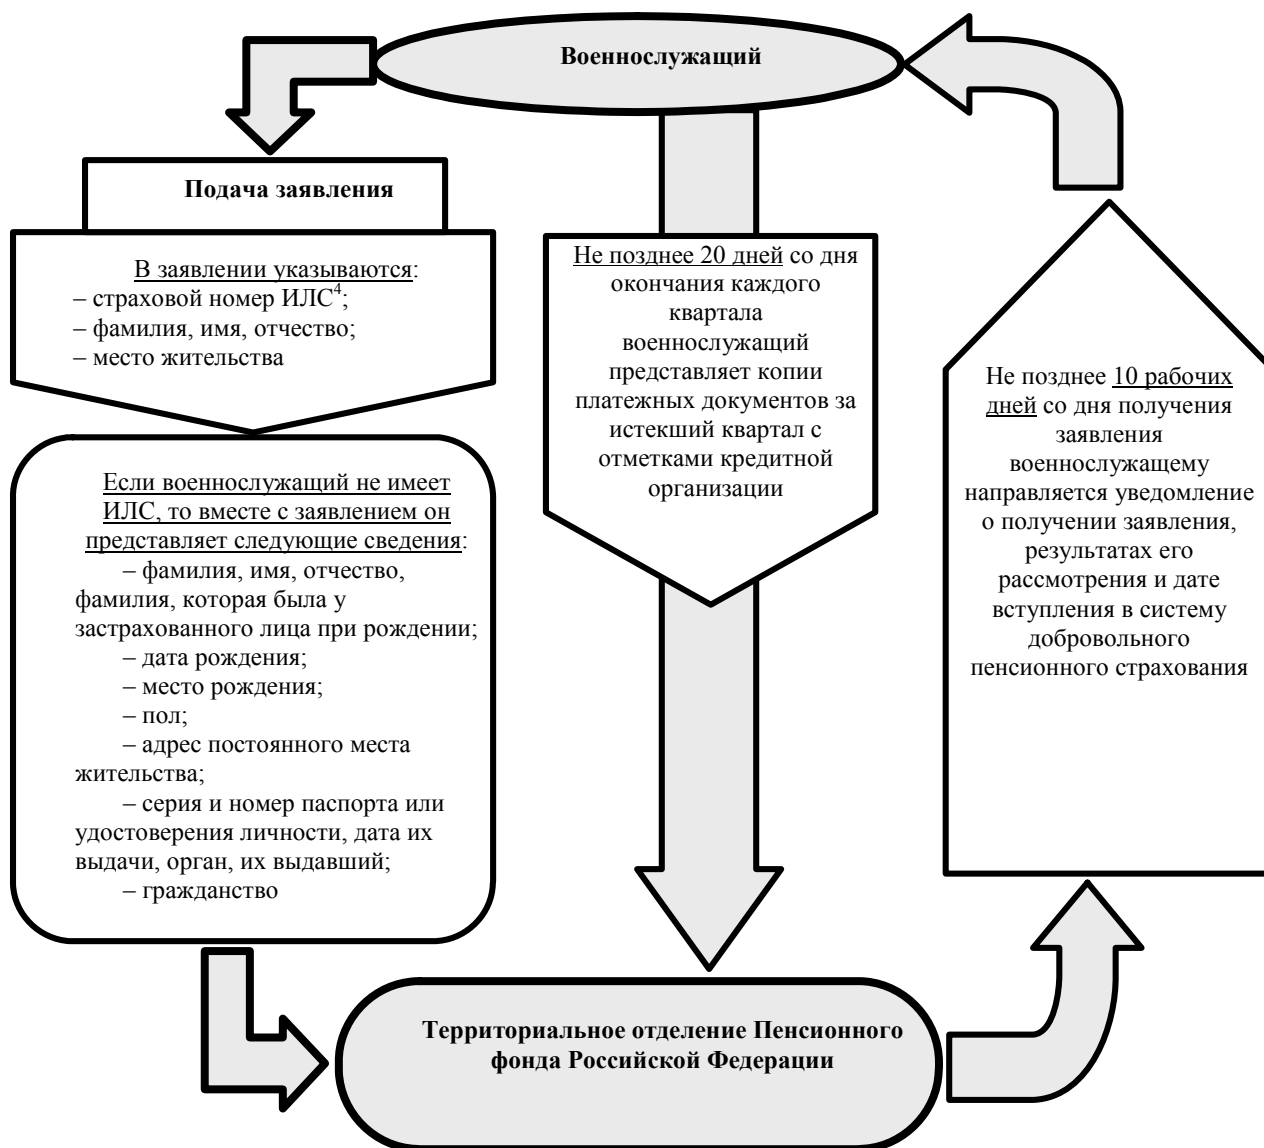 Военнослужащий
Подача заявления
В заявлении указываются:
– страховой номер ИЛС⁴;
– фамилия, имя, отчество;
– место жительства
Если военнослужащий не имеет
ИЛС, то вместе с заявлением он
представляет следующие сведения:
– фамилия, имя, отчество,
фамилия, которая была у
застрахованного лица при рождении;
– дата рождения;
– место рождения;
– пол;
– адрес постоянного места
жительства;
– серия и номер паспорта или
удостоверения личности, дата их
выдачи, орган, их выдавший;
– гражданство
Не позднее 20 дней со дня
окончания каждого
квартала
военнослужащий
представляет копии
платежных документов за
истекший квартал с
отметками кредитной
организации
Не позднее 10 рабочих
дней со дня получения
заявления
военнослужащему
направляется уведомление
о получении заявления,
результатах его
рассмотрения и дате
вступления в систему
добровольного
пенсионного страхования
Территориальное отделение Пенсионного
фонда Российской Федерации